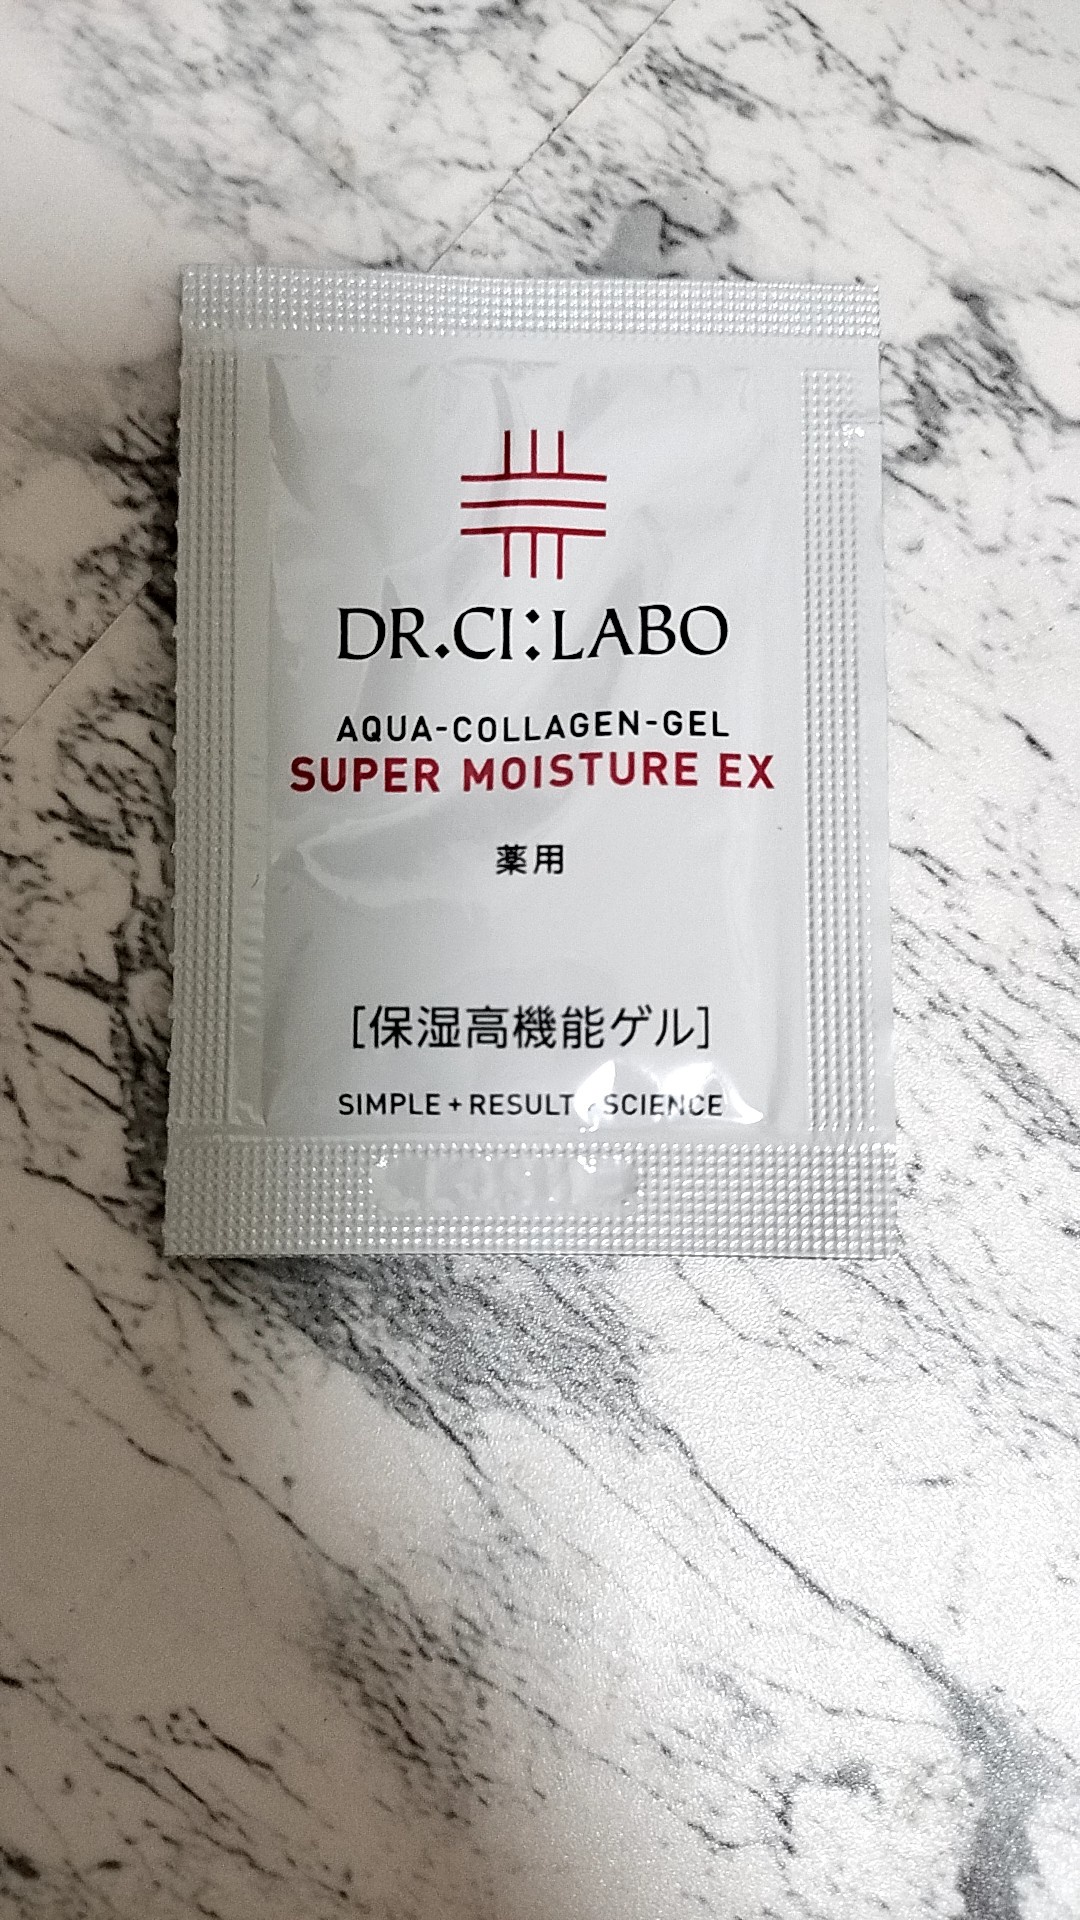 DR.CI:LABO
AQUA-COLLAGEN-GEL
SUPER MOISTURE EX
薬用
[保湿高機能ゲル]
SIMPLE + RESULT + SCIENCE